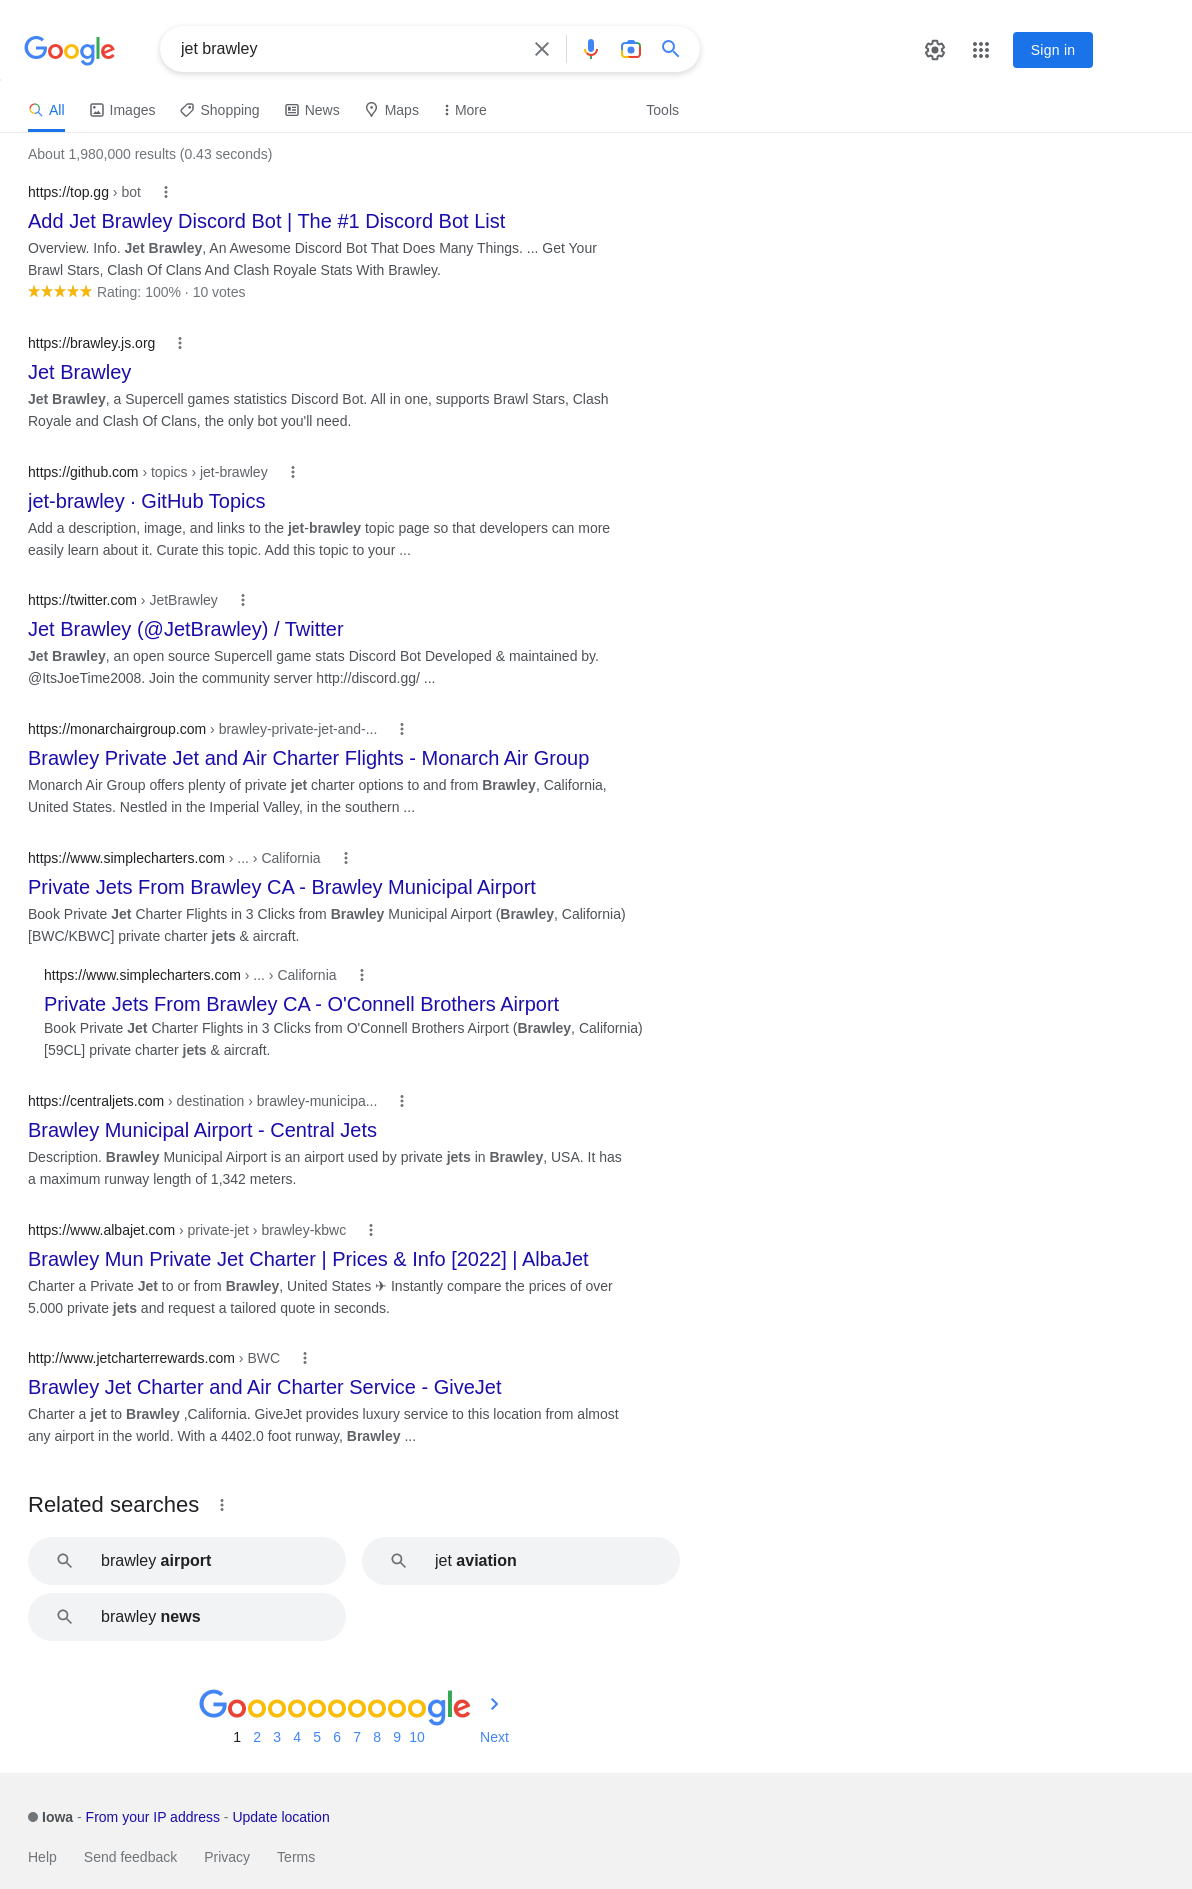 Google
jet brawley
Sign in
All Images Shopping News Maps More Tools
About 1,980,000 results (0.43 seconds)
https://top.gg › bot
Add Jet Brawley Discord Bot | The #1 Discord Bot List
Overview. Info. Jet Brawley, An Awesome Discord Bot That Does Many Things. ... Get Your
Brawl Stars, Clash Of Clans And Clash Royale Stats With Brawley.
★★★★★ Rating: 100% · 10 votes
https://brawley.js.org
Jet Brawley
Jet Brawley, a Supercell games statistics Discord Bot. All in one, supports Brawl Stars, Clash
Royale and Clash Of Clans, the only bot you'll need.
https://github.com › topics › jet-brawley
jet-brawley · GitHub Topics
Add a description, image, and links to the jet-brawley topic page so that developers can more
easily learn about it. Curate this topic. Add this topic to your ...
https://twitter.com › JetBrawley
Jet Brawley (@JetBrawley) / Twitter
Jet Brawley, an open source Supercell game stats Discord Bot Developed & maintained by.
@ItsJoeTime2008. Join the community server http://discord.gg/ ...
https://monarchairgroup.com › brawley-private-jet-and-...
Brawley Private Jet and Air Charter Flights - Monarch Air Group
Monarch Air Group offers plenty of private jet charter options to and from Brawley, California,
United States. Nestled in the Imperial Valley, in the southern ...
https://www.simplecharters.com › ... › California
Private Jets From Brawley CA - Brawley Municipal Airport
Book Private Jet Charter Flights in 3 Clicks from Brawley Municipal Airport (Brawley, California)
[BWC/KBWC] private charter jets & aircraft.
https://www.simplecharters.com › ... › California
Private Jets From Brawley CA - O'Connell Brothers Airport
Book Private Jet Charter Flights in 3 Clicks from O'Connell Brothers Airport (Brawley, California)
[59CL] private charter jets & aircraft.
https://centraljets.com › destination › brawley-municipa...
Brawley Municipal Airport - Central Jets
Description. Brawley Municipal Airport is an airport used by private jets in Brawley, USA. It has
a maximum runway length of 1,342 meters.
https://www.albajet.com › private-jet › brawley-kbwc
Brawley Mun Private Jet Charter | Prices & Info [2022] | AlbaJet
Charter a Private Jet to or from Brawley, United States ✈ Instantly compare the prices of over
5.000 private jets and request a tailored quote in seconds.
http://www.jetcharterrewards.com › BWC
Brawley Jet Charter and Air Charter Service - GiveJet
Charter a jet to Brawley ,California. GiveJet provides luxury service to this location from almost
any airport in the world. With a 4402.0 foot runway, Brawley ...
Related searches
brawley airport
jet aviation
brawley news
Goooooooooogle
1 2 3 4 5 6 7 8 9 10 Next
Iowa - From your IP address - Update location
Help Send feedback Privacy Terms